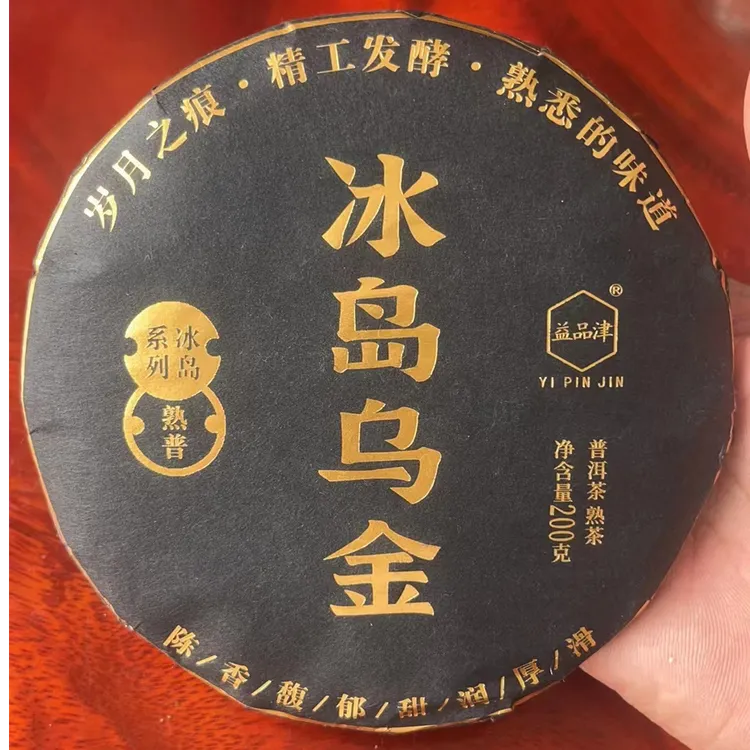 岁月之痕·精工发酵·熟悉的味道
冰岛乌金
冰岛
系列
熟普
益品津®
YI PIN JIN
普洱茶熟茶
净含量200克
陈/香/馥/郁/甜/润/厚/滑